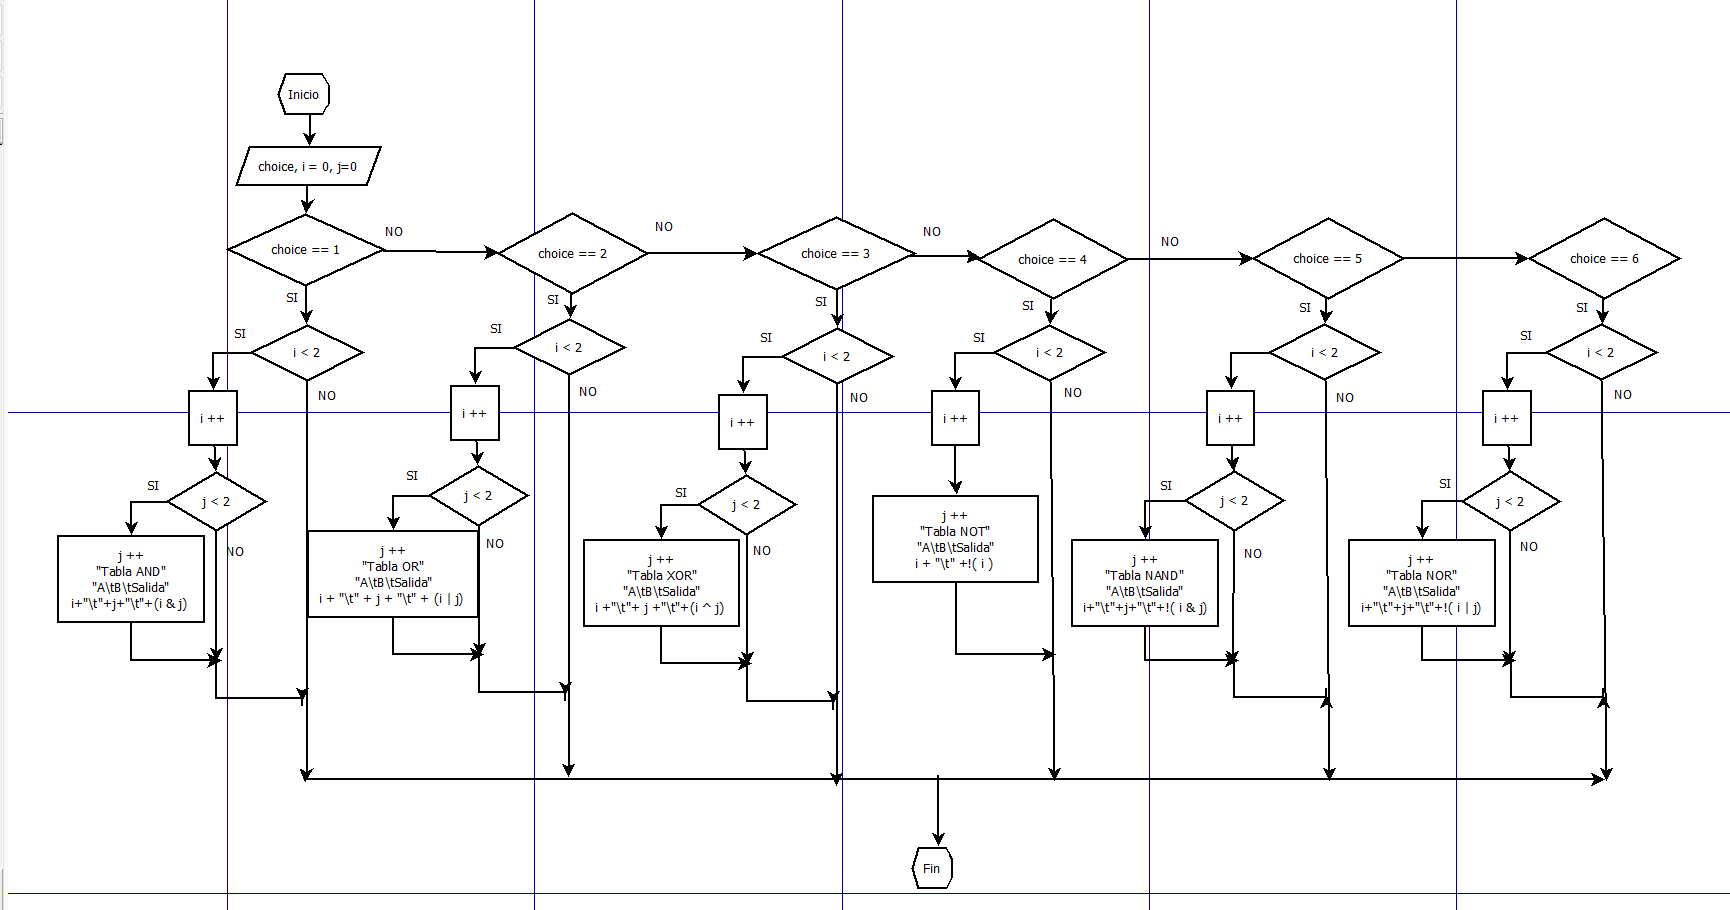 Inicio
choice, i = 0, j=0
choice == 1
NO
choice == 2
NO
choice == 3
NO
choice == 4
NO
choice == 5
choice == 6
SI
SI
SI
SI
SI
SI
SI
i < 2
NO
SI
i < 2
NO
SI
i < 2
NO
SI
i < 2
NO
i < 2
NO
SI
i < 2
NO
i ++
i ++
i ++
i ++
i ++
i ++
SI
j < 2
NO
SI
j < 2
NO
SI
j < 2
NO
SI
j < 2
NO
SI
j < 2
NO
j ++
"Tabla AND"
"A\tB\tSalida"
i+"\t"+j+"\t"+(i & j)
j ++
"Tabla OR"
"A\tB\tSalida"
i + "\t" + j + "\t" + (i | j)
j ++
"Tabla XOR"
"A\tB\tSalida"
i +"\t"+ j +"\t"+(i ^ j)
j ++
"Tabla NOT"
"A\tB\tSalida"
i + "\t" +!( i )
j ++
"Tabla NAND"
"A\tB\tSalida"
i+"\t"+j+"\t"+!( i & j)
j ++
"Tabla NOR"
"A\tB\tSalida"
i+"\t"+j+"\t"+!( i | j)
Fin